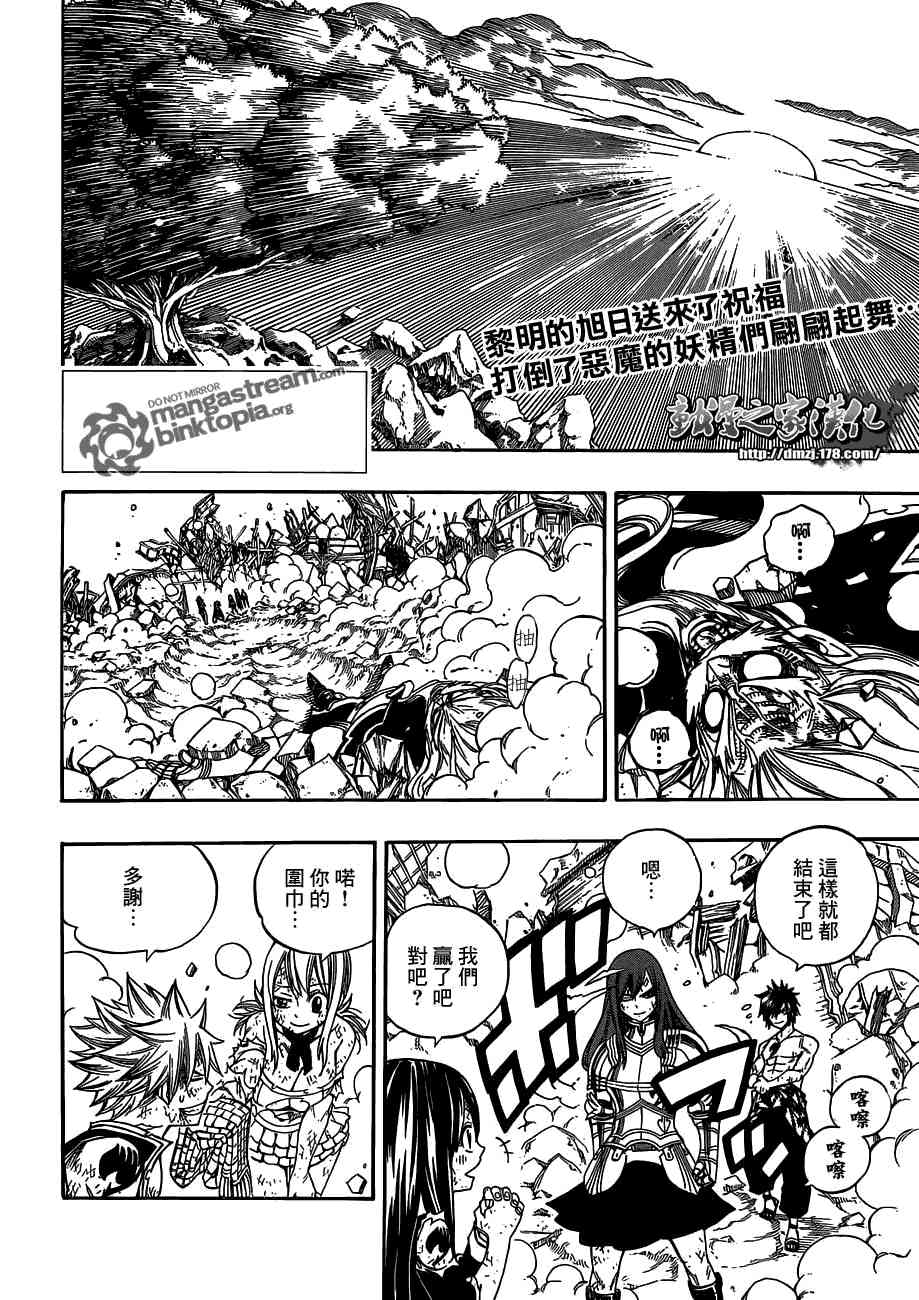 黎明的旭日送來了祝福
打倒了惡魔的妖精們翩翩起舞…
DO NOT MIRROR
mangastream.com
binktopia.org
動漫之家漢化
http://dmzj.178.com/
啊…
啊…
抽
抽
這樣就都
結束了吧
嗯…
我們
贏了吧
對吧?
喀嚓
喀嚓
喏!
你的
圍巾…
多謝…